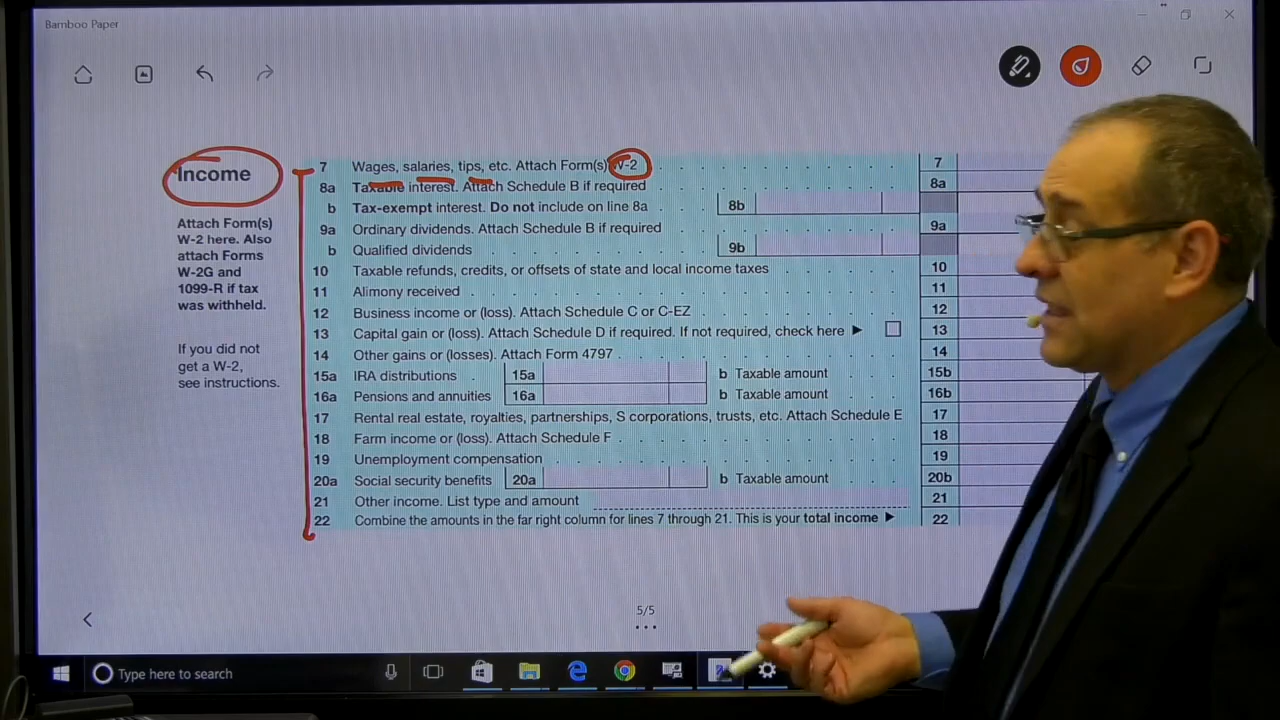 Bamboo Paper
Income
Attach Form(s)
W-2 here. Also
attach Forms
W-2G and
1099-R if tax
was withheld.
If you did not
get a W-2,
see instructions.
7 Wages, salaries, tips, etc. Attach Form(s) W-2 . . . . . . . . . . . . 7
8a Taxable interest. Attach Schedule B if required . . . . . . . . . . . . 8a
b Tax-exempt interest. Do not include on line 8a . . . 8b
9a Ordinary dividends. Attach Schedule B if required . . . . . . . . . . . 9a
b Qualified dividends . . . . . . . . . . . 9b
10 Taxable refunds, credits, or offsets of state and local income taxes . . . . . . 10
11 Alimony received . . . . . . . . . . . . . . . . . . . . . 11
12 Business income or (loss). Attach Schedule C or C-EZ . . . . . . . . . . 12
13 Capital gain or (loss). Attach Schedule D if required. If not required, check here ▶ 13
14 Other gains or (losses). Attach Form 4797 . . . . . . . . . . . . . . 14
15a IRA distributions . 15a b Taxable amount . . . 15b
16a Pensions and annuities 16a b Taxable amount . . . 16b
17 Rental real estate, royalties, partnerships, S corporations, trusts, etc. Attach Schedule E 17
18 Farm income or (loss). Attach Schedule F . . . . . . . . . . . . . . 18
19 Unemployment compensation . . . . . . . . . . . . . . . . . 19
20a Social security benefits 20a b Taxable amount . . . 20b
21 Other income. List type and amount 21
22 Combine the amounts in the far right column for lines 7 through 21. This is your total income ▶ 22
5/5
Type here to search